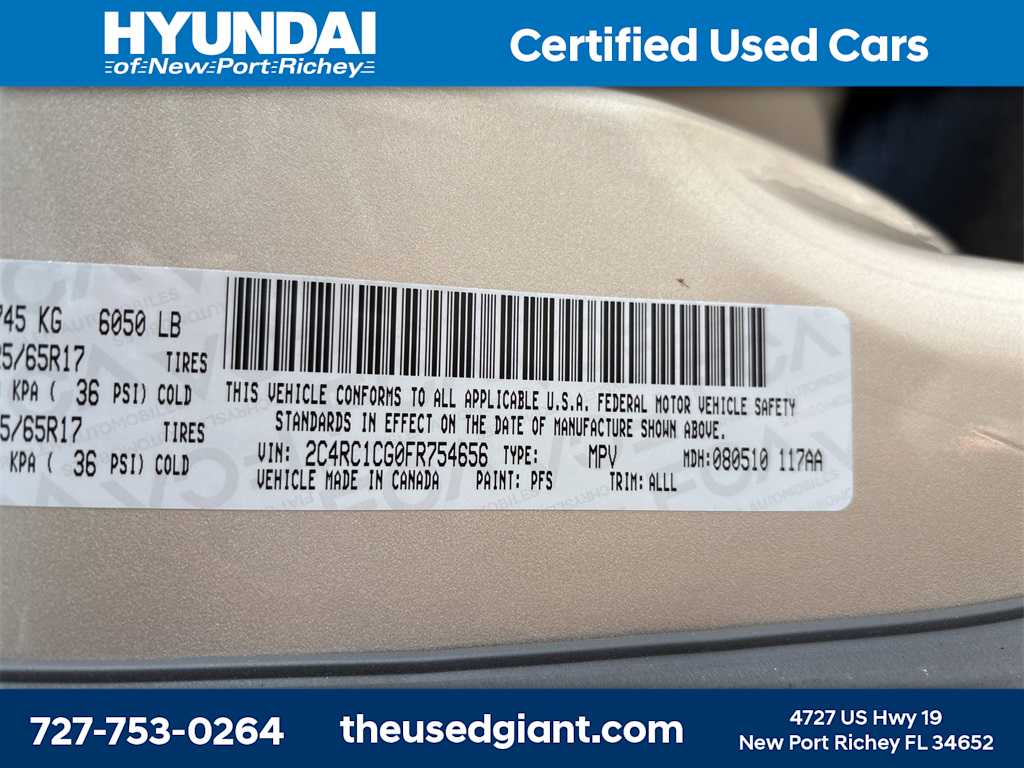 HYUNDAI
of New Port Richey
Certified Used Cars
745 KG 6050 LB
5/65R17 TIRES
KPA ( 36 PSI) COLD
5/65R17 TIRES
KPA ( 36 PSI) COLD
THIS VEHICLE CONFORMS TO ALL APPLICABLE U.S.A. FEDERAL MOTOR VEHICLE SAFETY
STANDARDS IN EFFECT ON THE DATE OF MANUFACTURE SHOWN ABOVE.
VIN: 2C4RC1CG0FR754656 TYPE: MPV MDH:080510 117AA
VEHICLE MADE IN CANADA PAINT: PFS TRIM: ALLL
727-753-0264
theusedgiant.com
4727 US Hwy 19
New Port Richey FL 34652